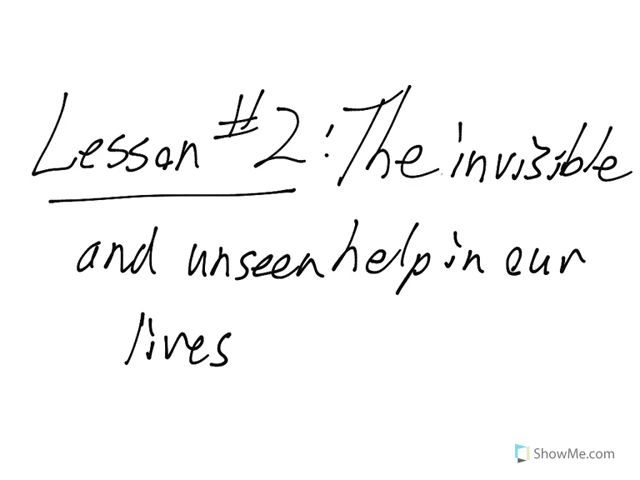 Lesson #2: The invisible
and unseen help in our
lives
ShowMe.com